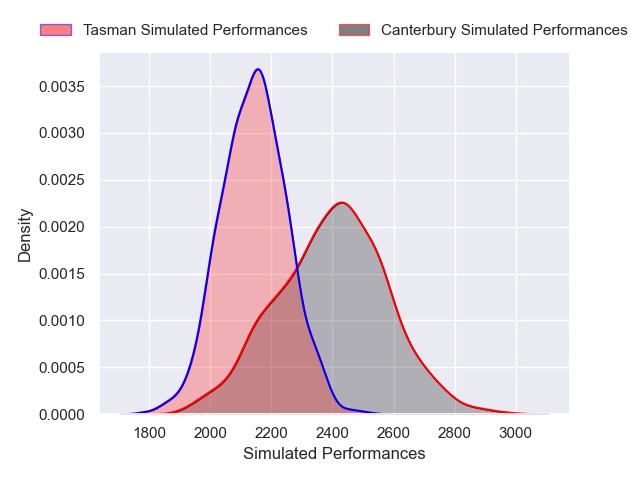 Tasman Simulated Performances
Canterbury Simulated Performances
0.0035
0.0030
0.0025
0.0020
0.0015
0.0010
0.0005
0.0000
Density
1800 2000 2200 2400 2600 2800 3000
Simulated Performances